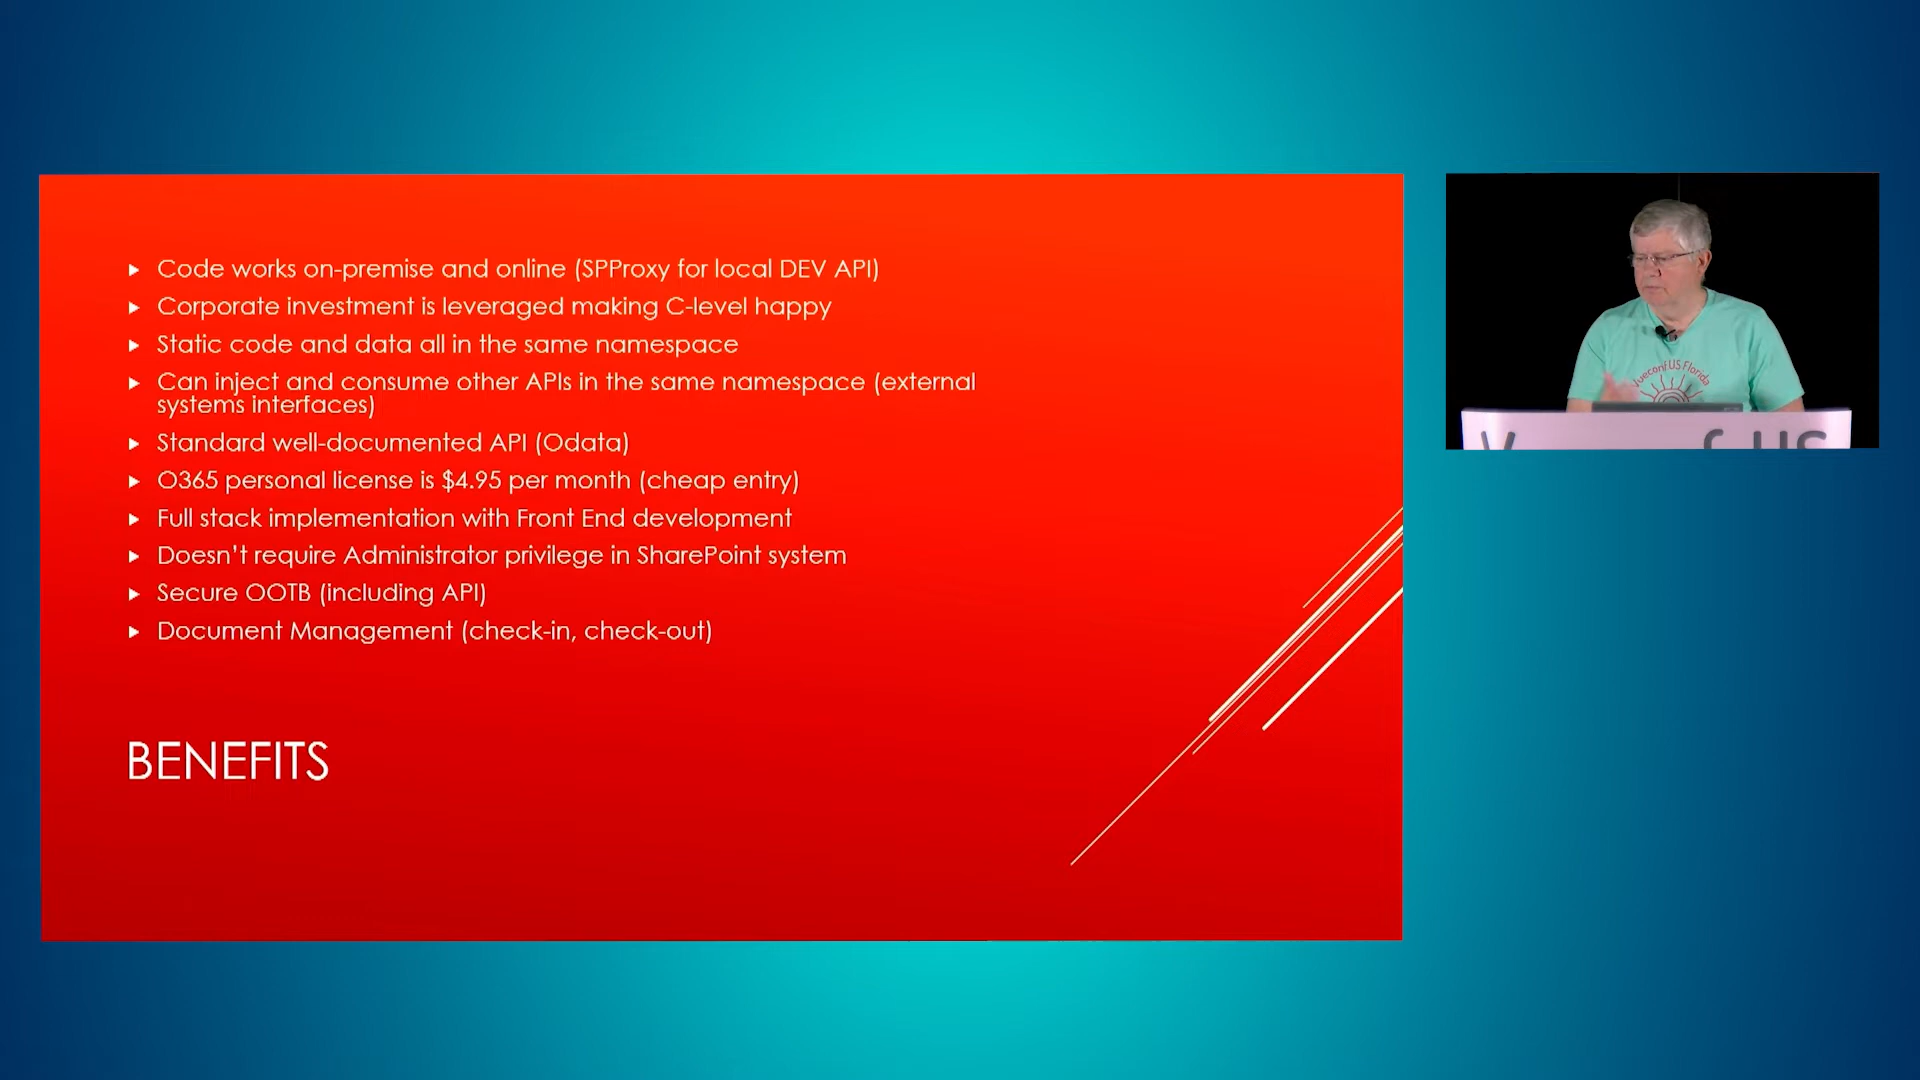 Code works on-premise and online (SPProxy for local DEV API)
Corporate investment is leveraged making C-level happy
Static code and data all in the same namespace
Can inject and consume other APIs in the same namespace (external
systems interfaces)
Standard well-documented API (Odata)
O365 personal license is $4.95 per month (cheap entry)
Full stack implementation with Front End development
Doesn't require Administrator privilege in SharePoint system
Secure OOTB (including API)
Document Management (check-in, check-out)
BENEFITS
VueconfUS Florida
V f US